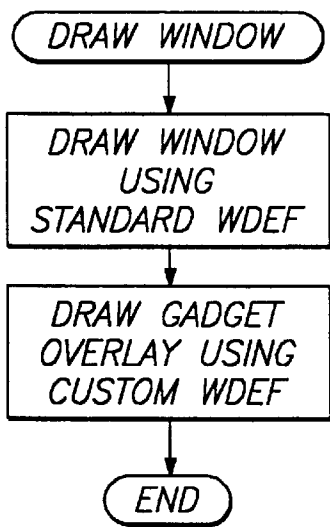 DRAW WINDOW
DRAW WINDOW
USING
STANDARD WDEF
DRAW GADGET
OVERLAY USING
CUSTOM WDEF
END